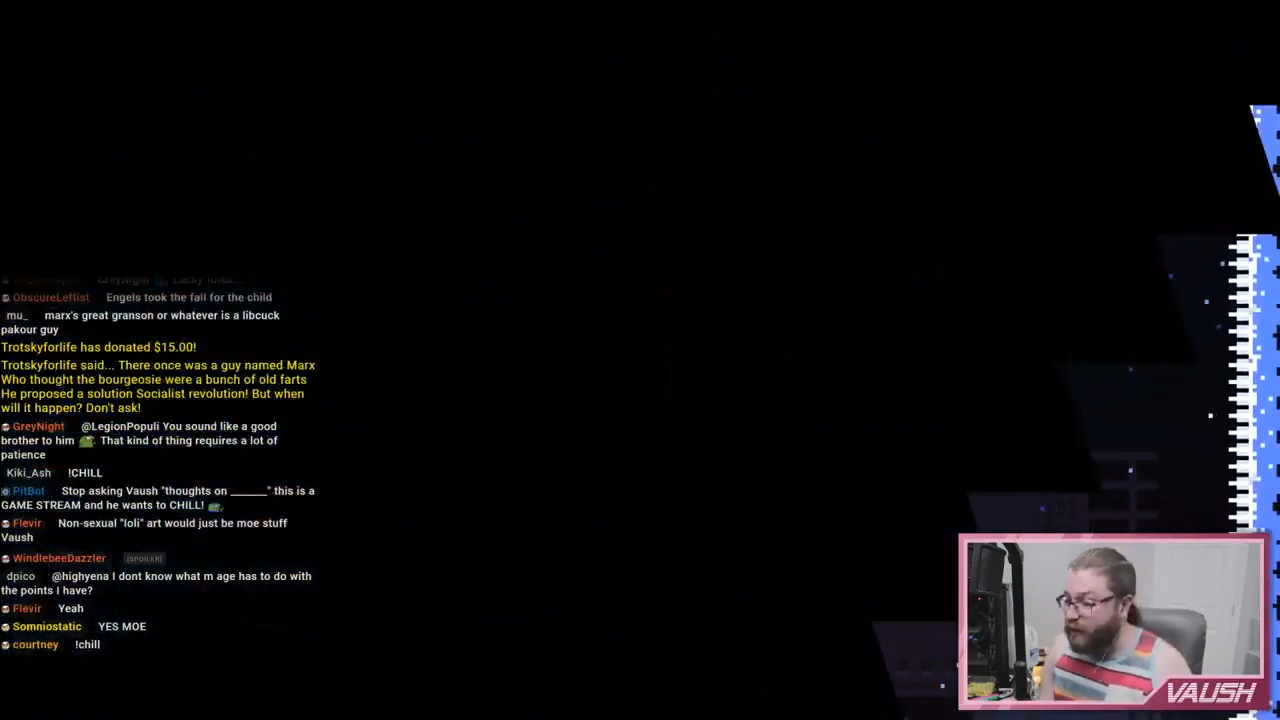 GreyNight Lucky
ObscureLeftist Engels took the fall for the child
mu_ marx's great granson or whatever is a libcuck
pakour guy
Trotskyforlife has donated $15.00!
Trotskyforlife said... There once was a guy named Marx
Who thought the bourgeosie were a bunch of old farts
He proposed a solution Socialist revolution! But when
will it happen? Don't ask!
GreyNight @LegionPopuli You sound like a good
brother to him That kind of thing requires a lot of
patience
Kiki_Ash !CHILL
PitBot Stop asking Vaush "thoughts on ______" this is a
GAME STREAM and he wants to CHILL!
Flevir Non-sexual "loli" art would just be moe stuff
Vaush
WindlebeeDazzler [SPOILER]
dpico @highyena I dont know what m age has to do with
the points I have?
Flevir Yeah
Somniostatic YES MOE
courtney !chill
VAUSH